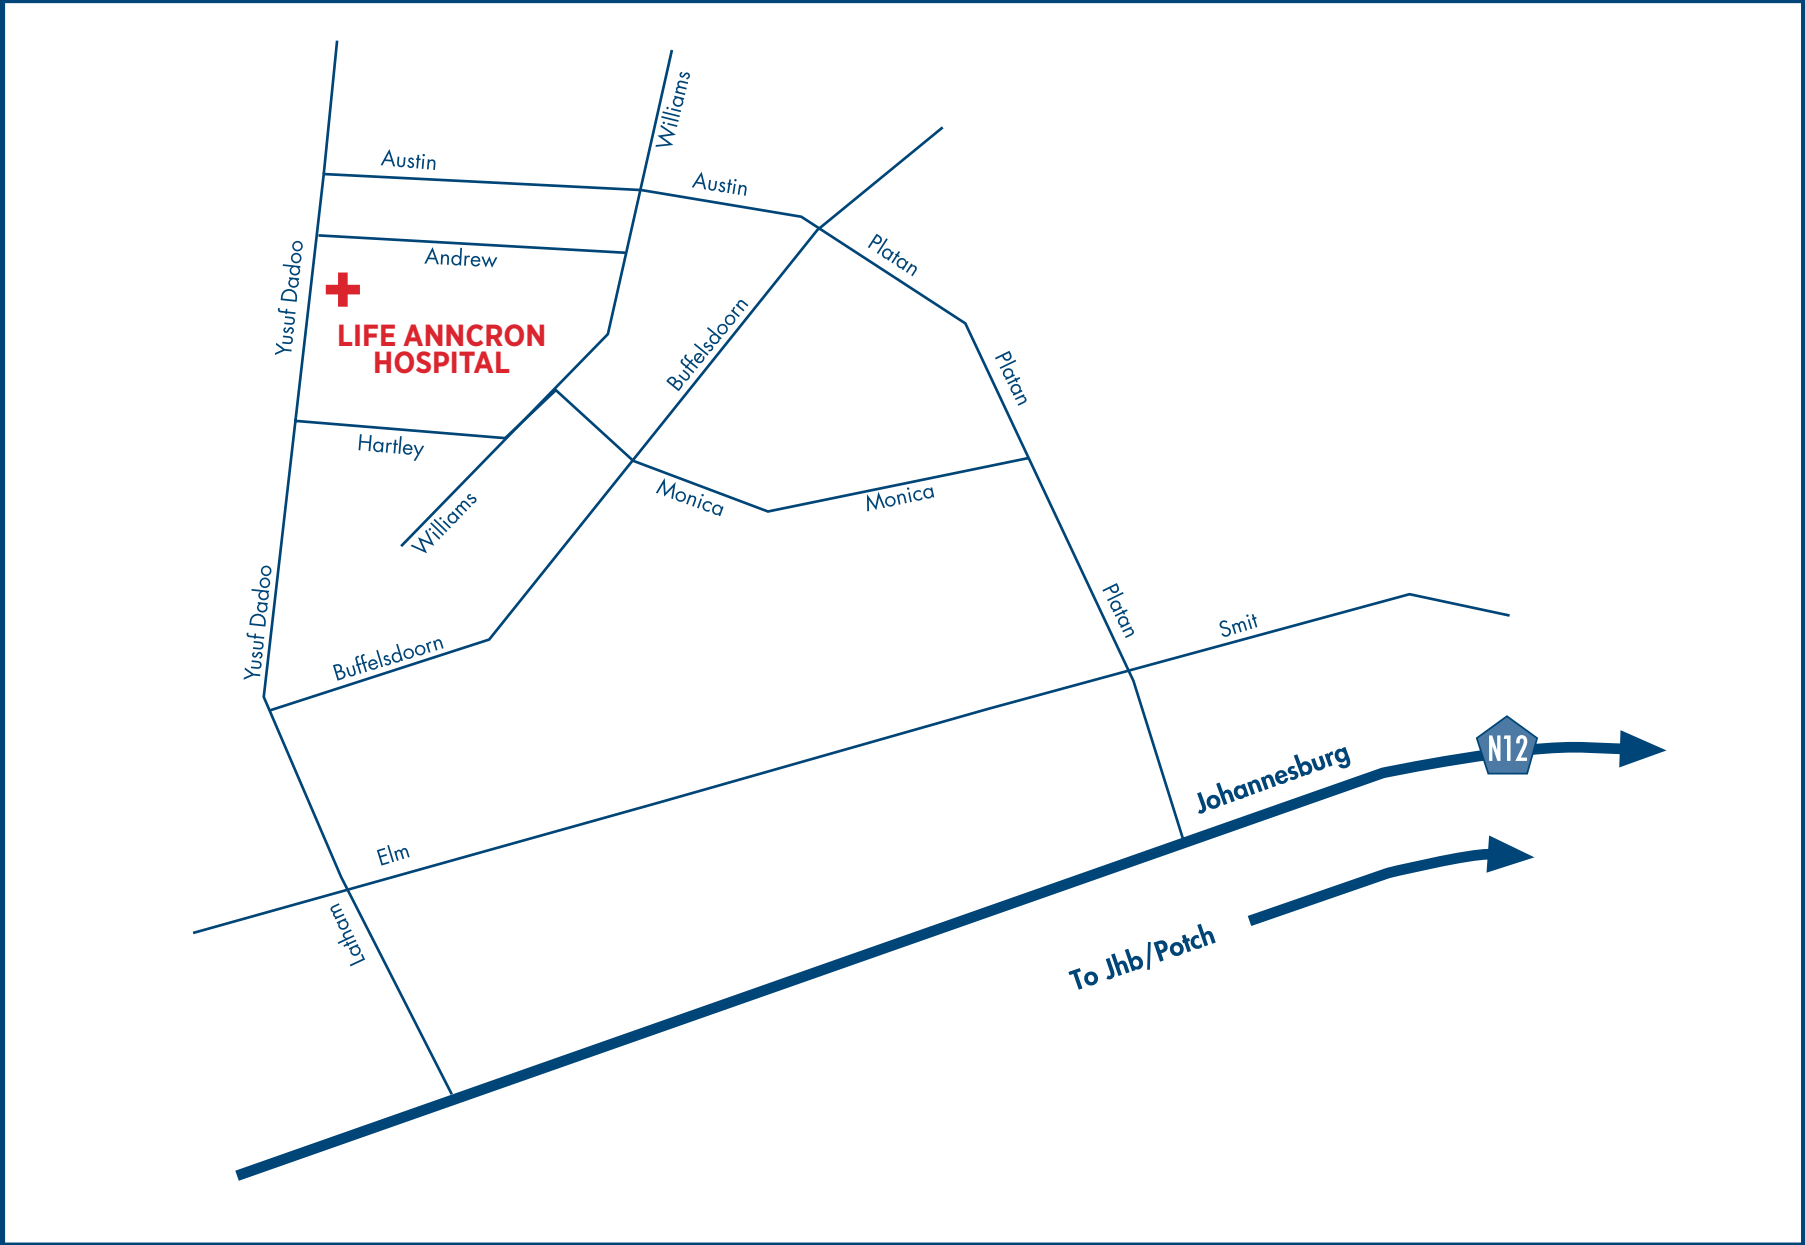 Williams
Austin
Austin
Platan
Yusuf Dadoo
Andrew
LIFE ANNCRON
HOSPITAL
Buffelsdoorn
Platan
Hartley
Monica
Monica
Williams
Yusuf Dadoo
Buffelsdoorn
Platan
Smit
N12
Johannesburg
Elm
Latham
To Jhb/Potch